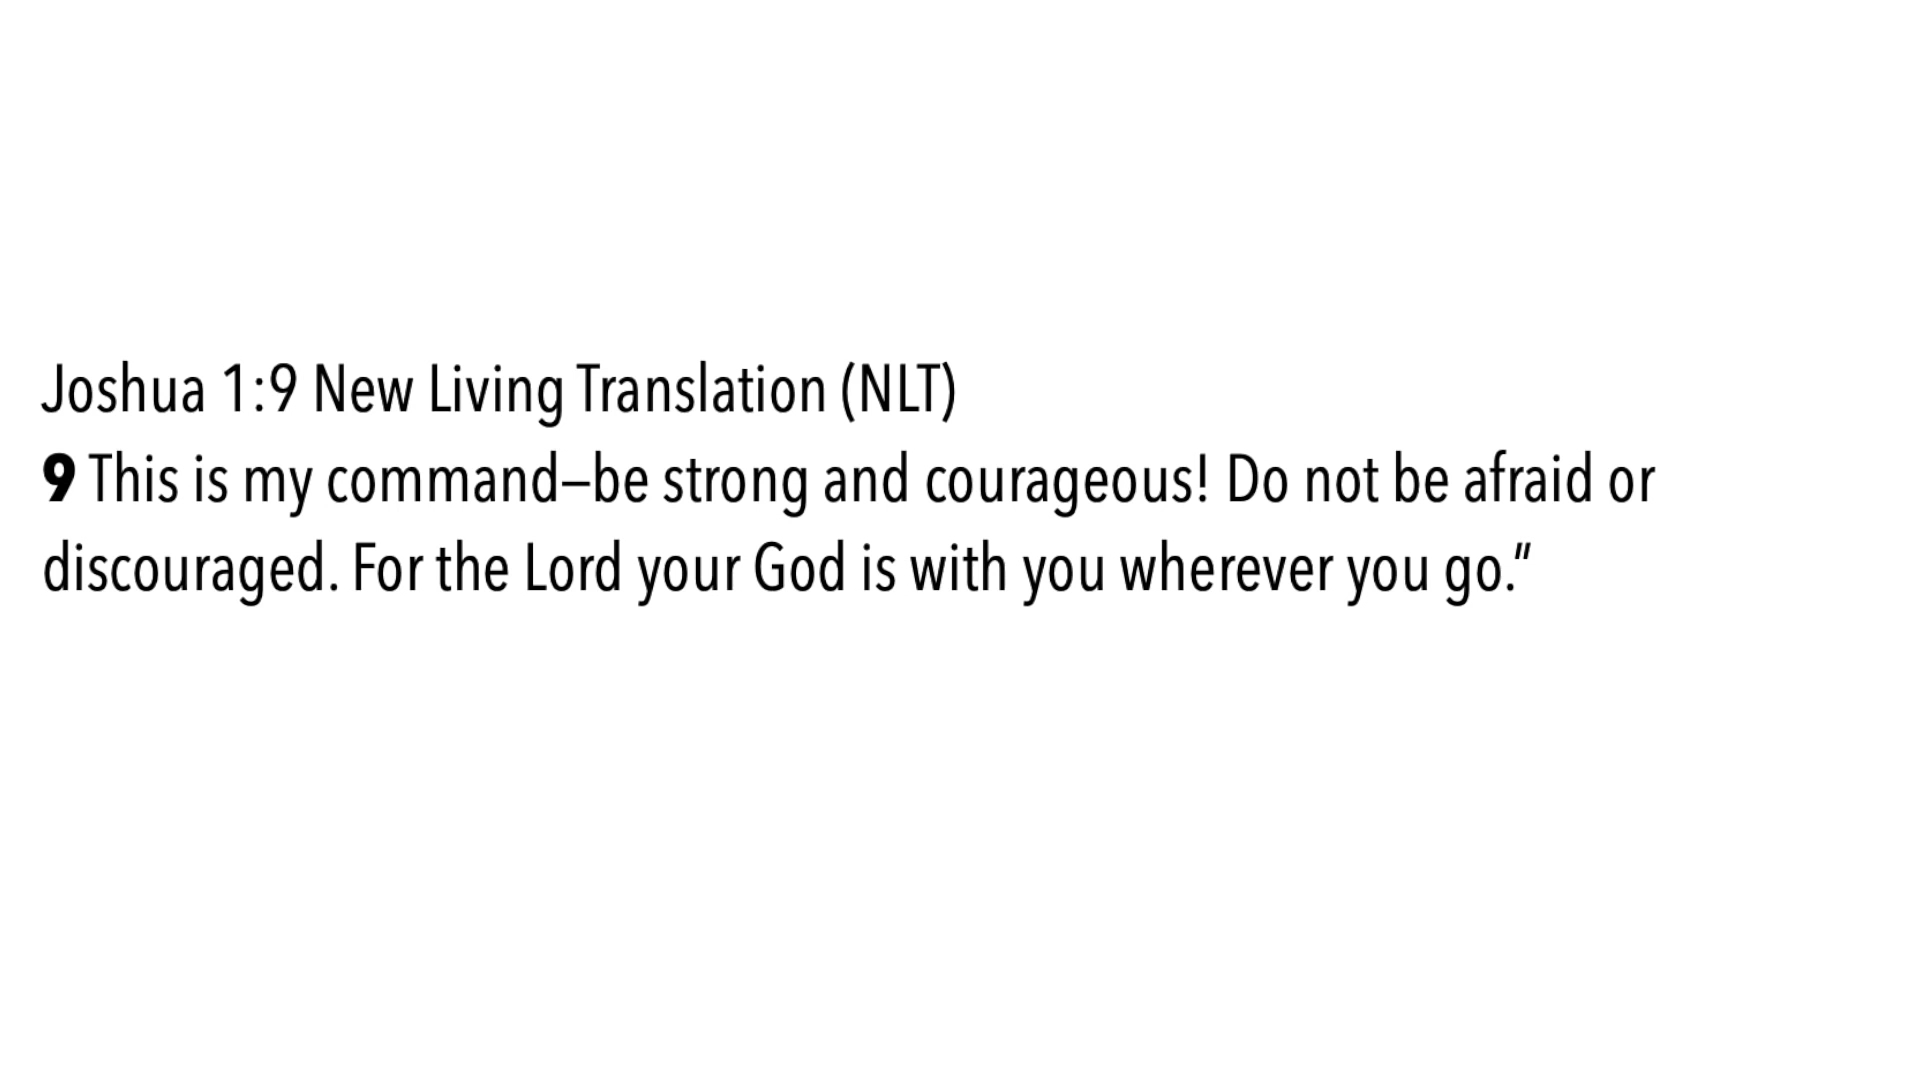 Joshua 1:9 New Living Translation (NLT)
9 This is my command—be strong and courageous! Do not be afraid or
discouraged. For the Lord your God is with you wherever you go.”